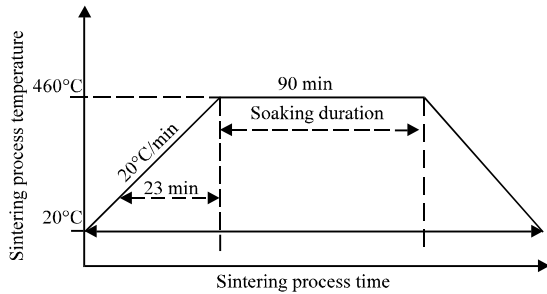 Sintering process temperature
460°C
90 min
Soaking duration
20°C/min
23 min
20°C
Sintering process time